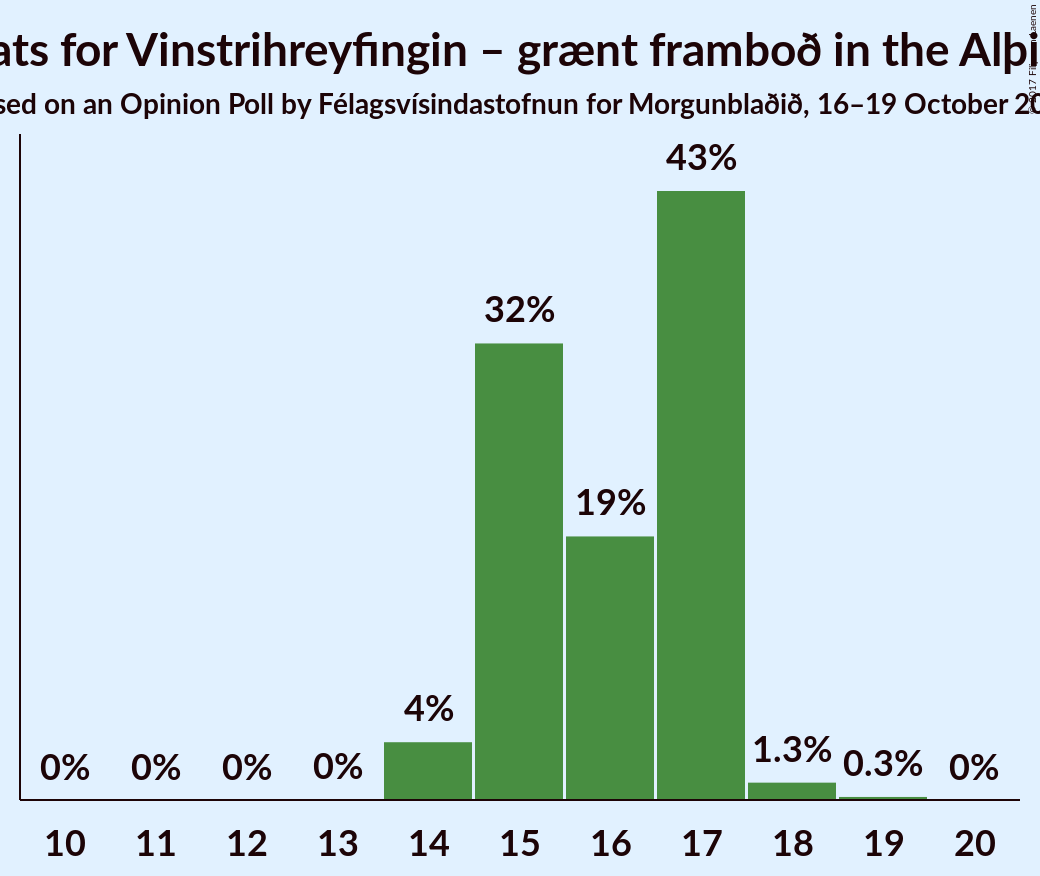 ats for Vinstrihreyfingin – grænt framboð in the Alþi
sed on an Opinion Poll by Félagsvísindastofnun for Morgunblaðið, 16–19 October 20
43%
32%
19%
4%
1.3%
0.3%
0% 0% 0% 0% 0%
10 11 12 13 14 15 16 17 18 19 20
© 2017